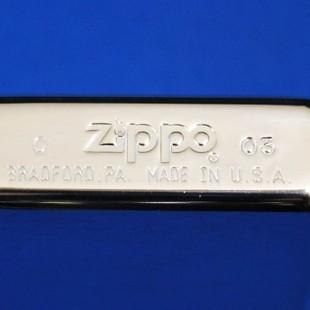 C zippo ® 03
BRADFORD, PA. MADE IN U.S.A.